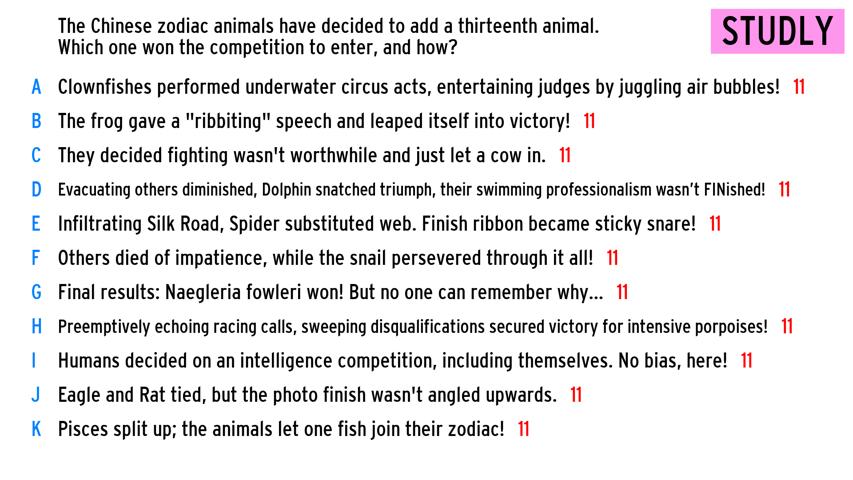 The Chinese zodiac animals have decided to add a thirteenth animal.
Which one won the competition to enter, and how?
STUDLY
A Clownfishes performed underwater circus acts, entertaining judges by juggling air bubbles! 11
B The frog gave a "ribbiting" speech and leaped itself into victory! 11
C They decided fighting wasn't worthwhile and just let a cow in. 11
D Evacuating others diminished, Dolphin snatched triumph, their swimming professionalism wasn’t FINished! 11
E Infiltrating Silk Road, Spider substituted web. Finish ribbon became sticky snare! 11
F Others died of impatience, while the snail persevered through it all! 11
G Final results: Naegleria fowleri won! But no one can remember why... 11
H Preemptively echoing racing calls, sweeping disqualifications secured victory for intensive porpoises! 11
I Humans decided on an intelligence competition, including themselves. No bias, here! 11
J Eagle and Rat tied, but the photo finish wasn't angled upwards. 11
K Pisces split up; the animals let one fish join their zodiac! 11